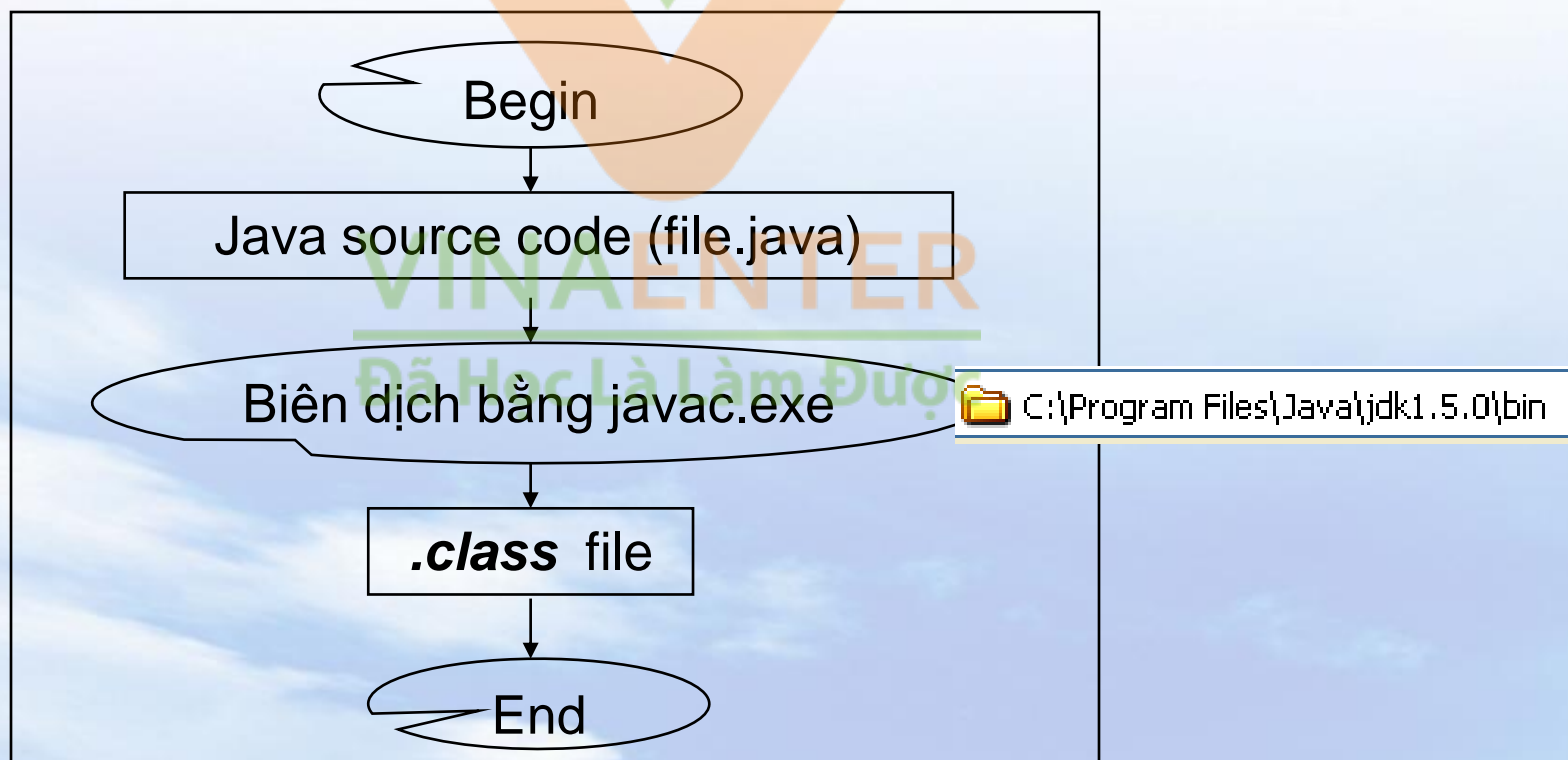 Begin
Java source code (file.java)
VINAENTER
Đã Học Là Làm Được
Biên dịch bằng javac.exe
C:\Program Files\Java\jdk1.5.0\bin
.class file
End